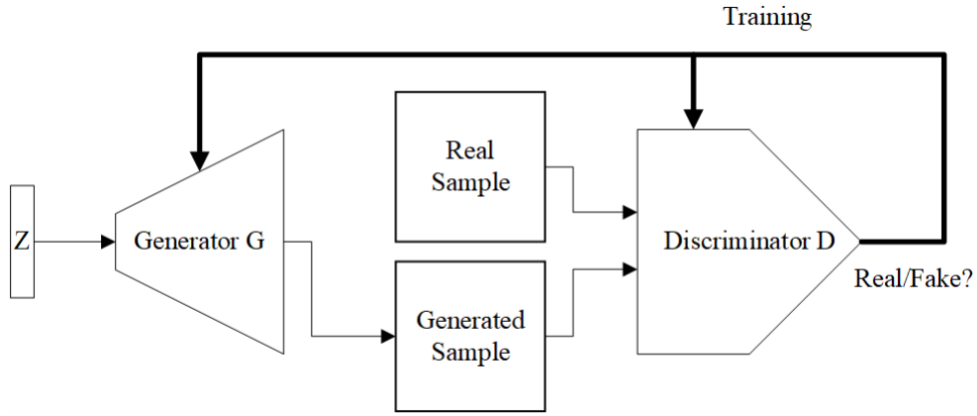 Training
Real
Sample
Z
Generator G
Discriminator D
Real/Fake?
Generated
Sample